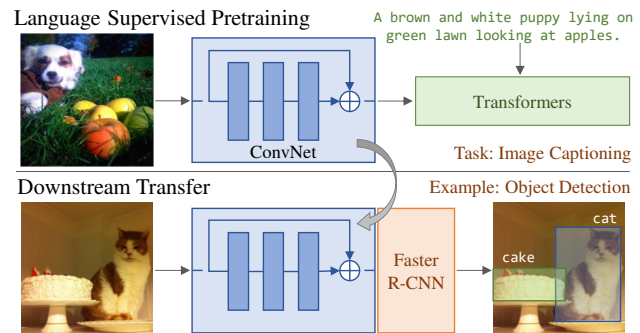 Language Supervised Pretraining
A brown and white puppy lying on
green lawn looking at apples.
Transformers
ConvNet
Task: Image Captioning
Downstream Transfer
Example: Object Detection
cat
cake
Faster
R-CNN